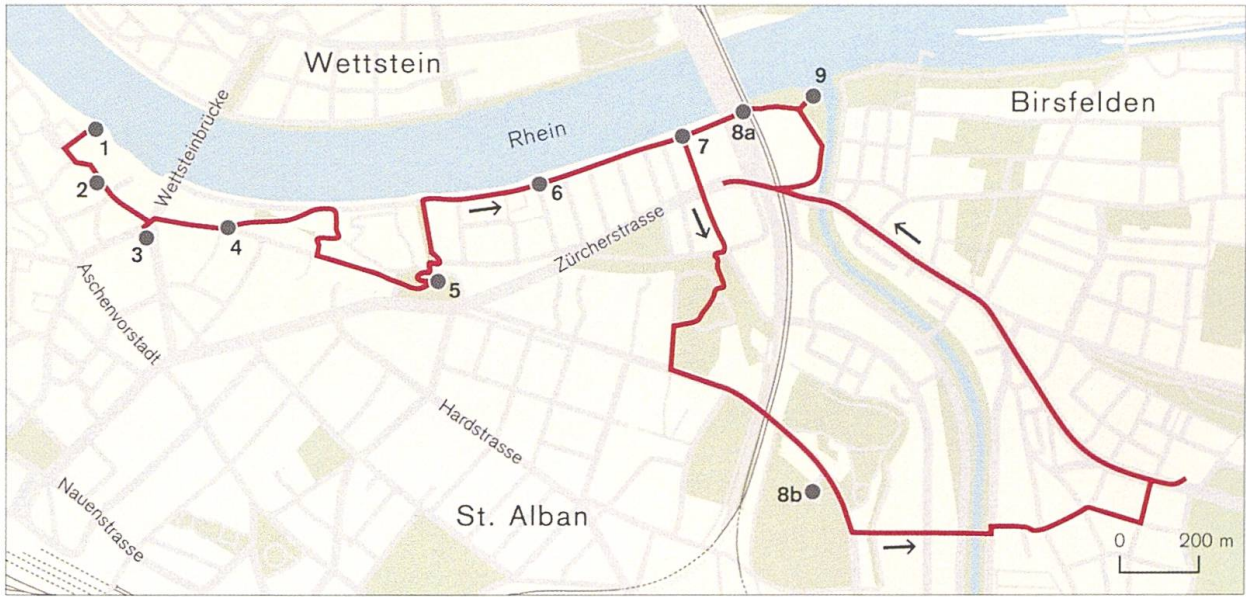 Wettstein
Birsfelden
Wettsteinbrücke
Rhein
Zürcherstrasse
Aschenvorstadt
Hardstrasse
St. Alban
Nauenstrasse
1
2
3
4
5
6
7
8a
9
8b
0 200 m